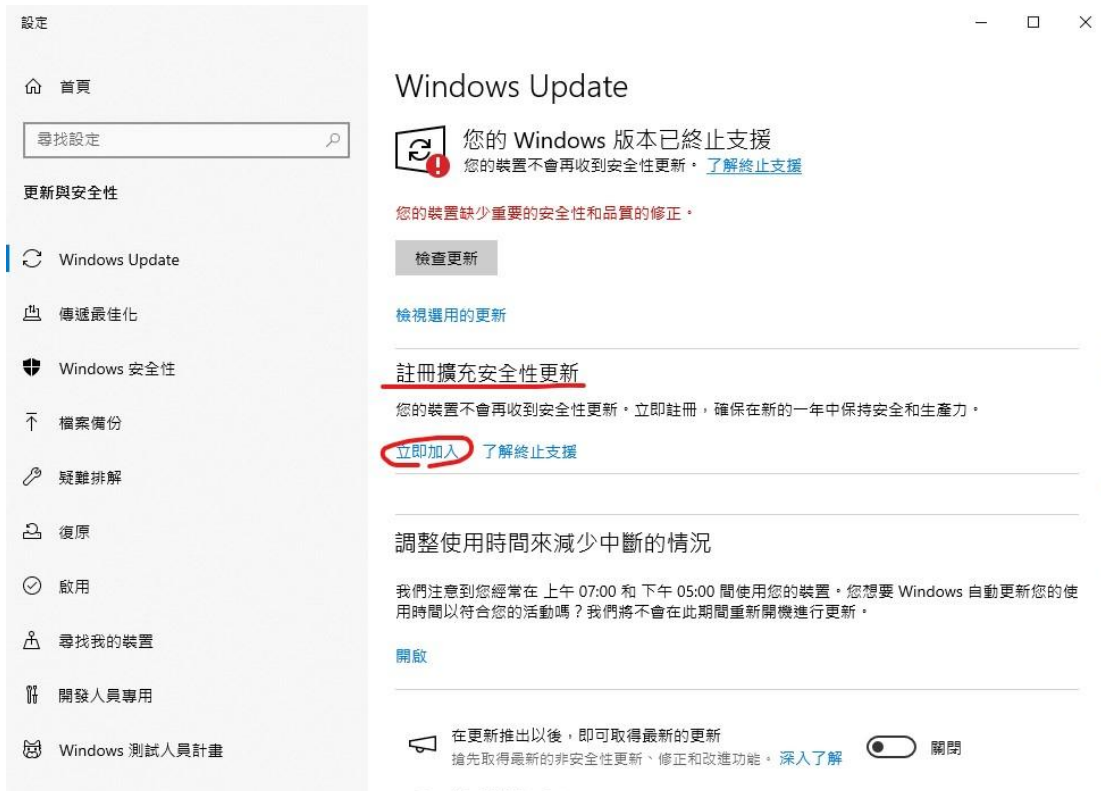 設定
首頁
尋找設定
更新與安全性
Windows Update
傳遞最佳化
Windows 安全性
檔案備份
疑難排解
復原
啟用
尋找我的裝置
開發人員專用
Windows 測試人員計畫
Windows Update
您的 Windows 版本已終止支援
您的裝置不會再收到安全性更新。 了解終止支援
您的裝置缺少重要的安全性和品質的修正。
檢查更新
檢視選用的更新
註冊擴充安全性更新
您的裝置不會再收到安全性更新。立即註冊，確保在新的一年中保持安全和生產力。
立即加入 了解終止支援
調整使用時間來減少中斷的情況
我們注意到您經常在 上午 07:00 和 下午 05:00 間使用您的裝置。您想要 Windows 自動更新您的使
用時間以符合您的活動嗎？我們將不會在此期間重新開機進行更新。
開啟
在更新推出以後，即可取得最新的更新
搶先取得最新的非安全性更新、修正和改進功能。 深入了解
關閉